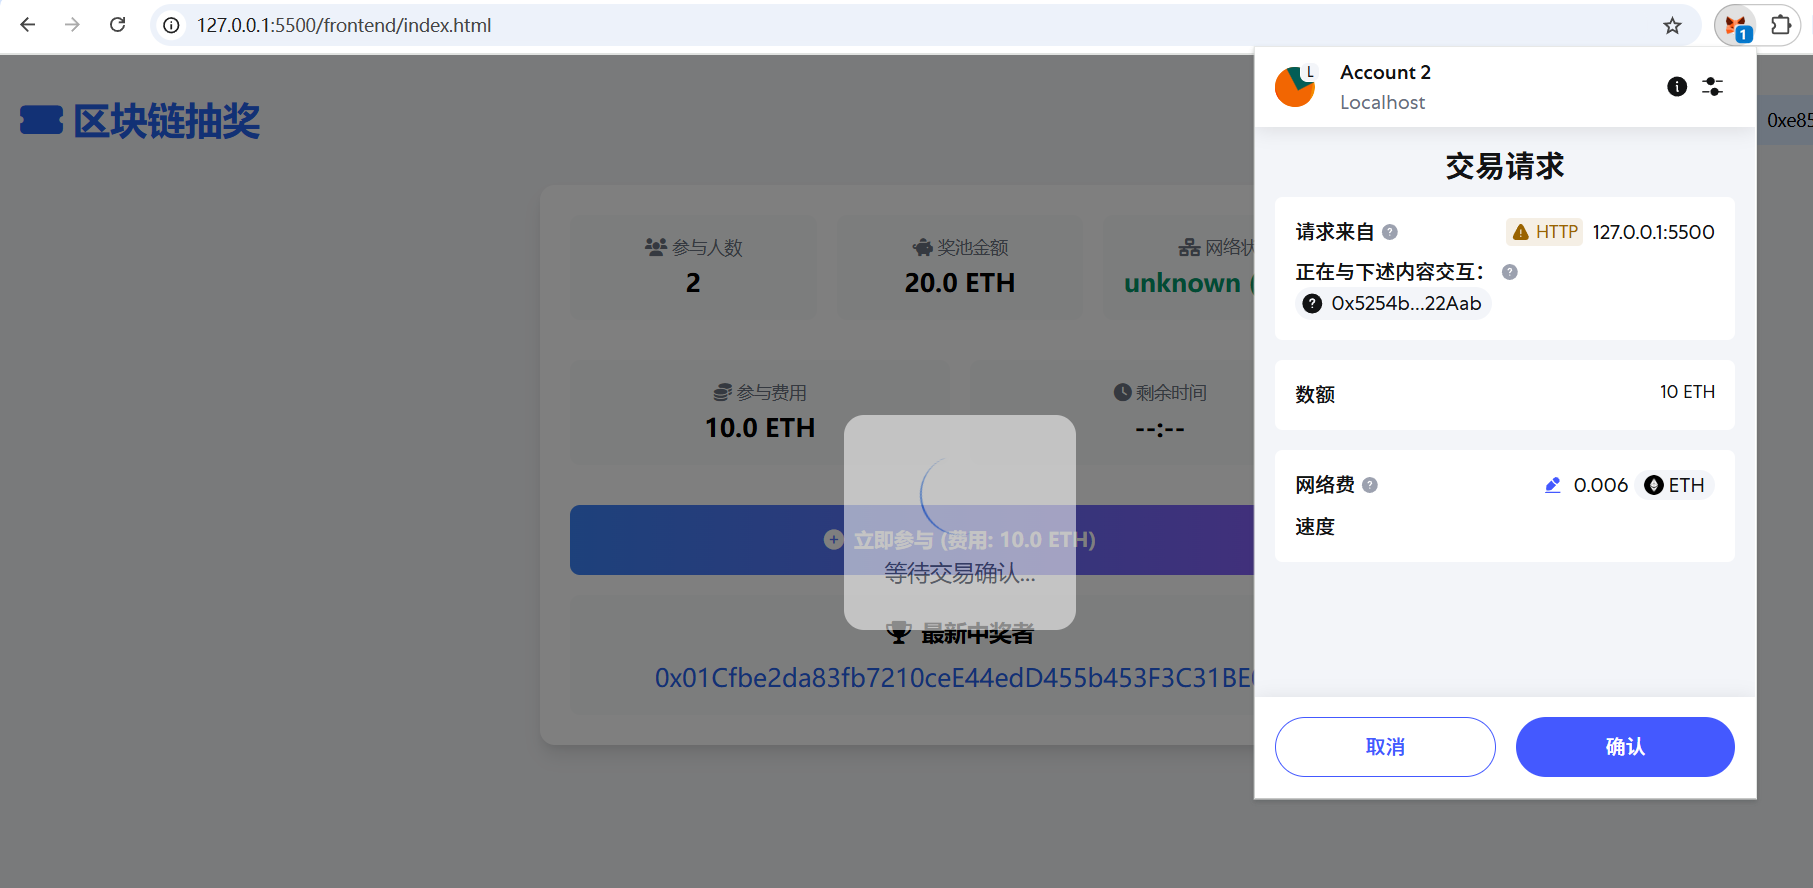 127.0.0.1:5500/frontend/index.html
1
区块链抽奖
0xe85
参与人数
2
奖池金额
20.0 ETH
网络状
unknown (
参与费用
10.0 ETH
剩余时间
--:--
立即参与 (费用: 10.0 ETH)
等待交易确认...
最新中奖者
0x01Cfbe2da83fb7210ceE44edD455b453F3C31BE
L
Account 2
Localhost
交易请求
请求来自
HTTP
127.0.0.1:5500
正在与下述内容交互：
0x5254b...22Aab
数额
10 ETH
网络费
0.006
ETH
速度
取消
确认